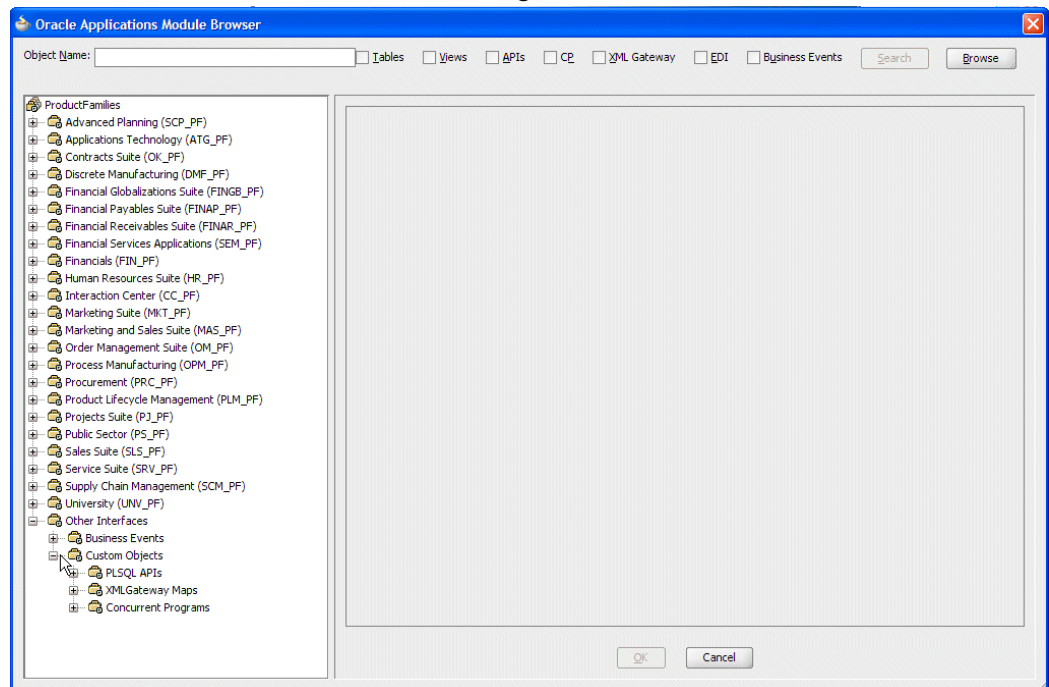 Oracle Applications Module Browser
Object Name: Tables Views APIs CP XML Gateway EDI Business Events Search Browse
ProductFamilies
Advanced Planning (SCP_PF)
Applications Technology (ATG_PF)
Contracts Suite (OK_PF)
Discrete Manufacturing (DMF_PF)
Financial Globalizations Suite (FINGB_PF)
Financial Payables Suite (FINAP_PF)
Financial Receivables Suite (FINAR_PF)
Financial Services Applications (SEM_PF)
Financials (FIN_PF)
Human Resources Suite (HR_PF)
Interaction Center (CC_PF)
Marketing Suite (MKT_PF)
Marketing and Sales Suite (MAS_PF)
Order Management Suite (OM_PF)
Process Manufacturing (OPM_PF)
Procurement (PRC_PF)
Product Lifecycle Management (PLM_PF)
Projects Suite (PJ_PF)
Public Sector (PS_PF)
Sales Suite (SLS_PF)
Service Suite (SRV_PF)
Supply Chain Management (SCM_PF)
University (UNV_PF)
Other Interfaces
Business Events
Custom Objects
PLSQL APIs
XMLGateway Maps
Concurrent Programs
OK Cancel